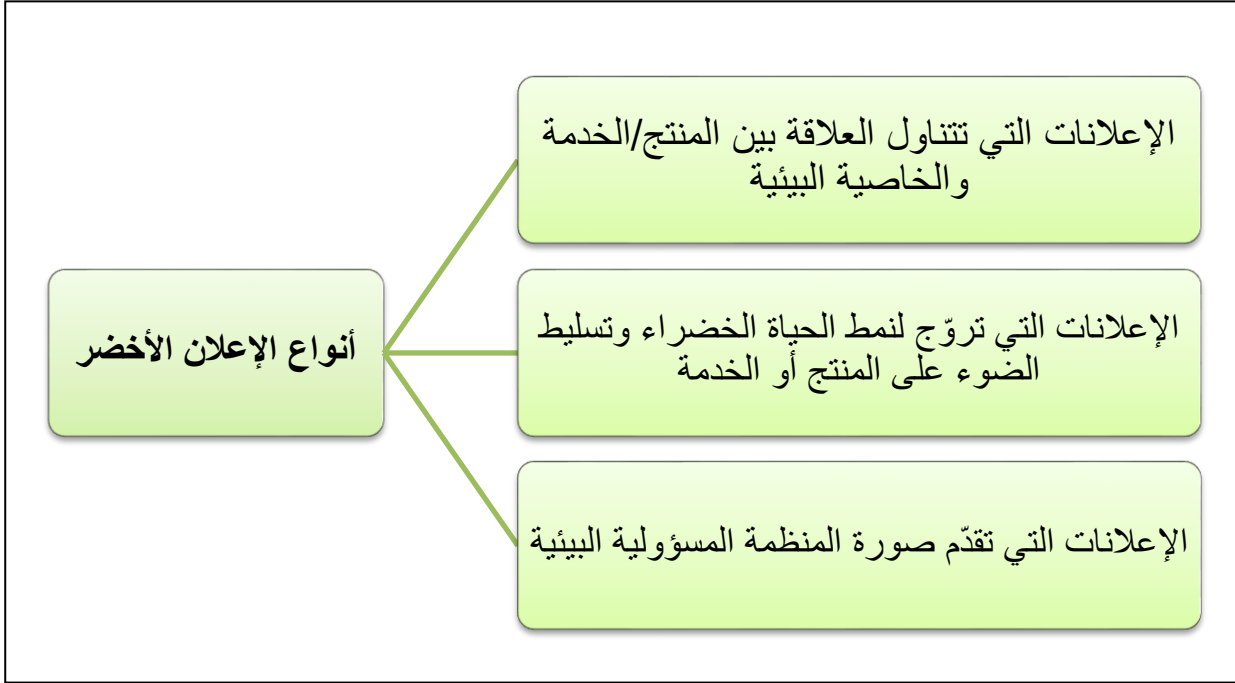 أنواع الإعلان الأخضر
الإعلانات التي تتناول العلاقة بين المنتج/الخدمة
والخاصية البيئية
الإعلانات التي تروّج لنمط الحياة الخضراء وتسليط
الضوء على المنتج أو الخدمة
الإعلانات التي تقدّم صورة المنظمة المسؤولية البيئية